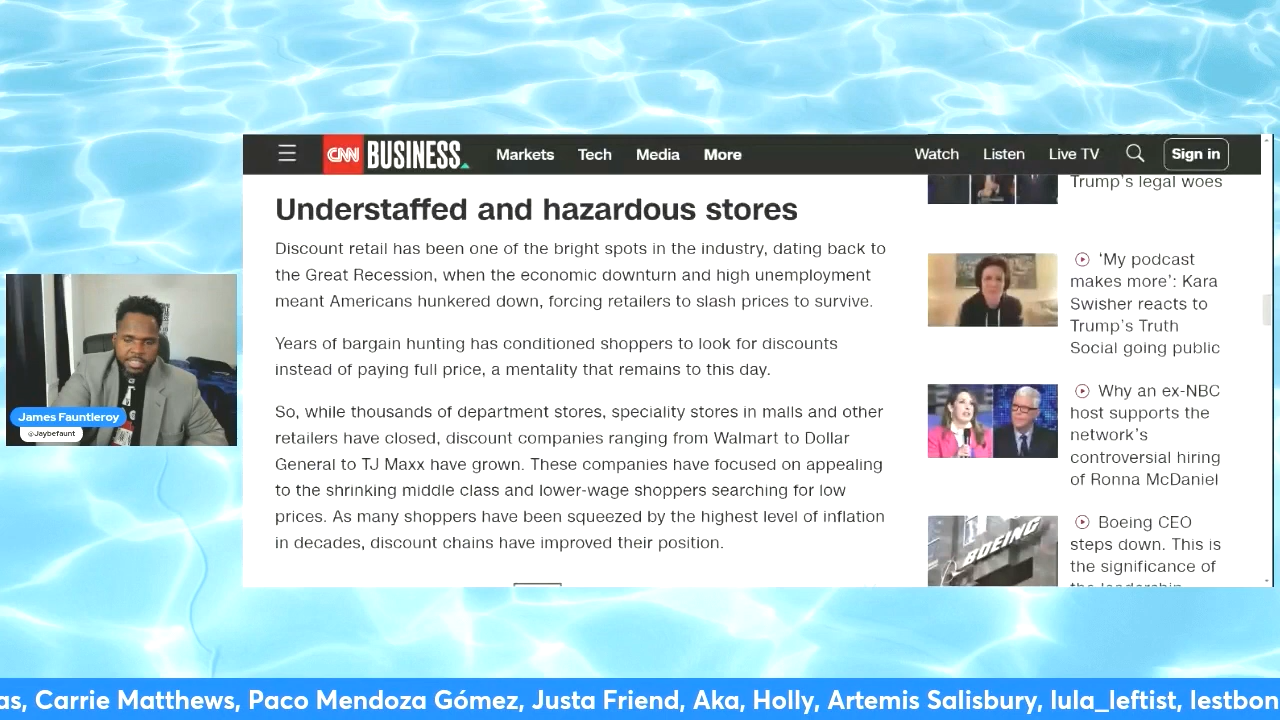 CNN BUSINESS
Markets
Tech
Media
More
Watch
Listen
Live TV
Sign in
Understaffed and hazardous stores
Discount retail has been one of the bright spots in the industry, dating back to
the Great Recession, when the economic downturn and high unemployment
meant Americans hunkered down, forcing retailers to slash prices to survive.
Years of bargain hunting has conditioned shoppers to look for discounts
instead of paying full price, a mentality that remains to this day.
So, while thousands of department stores, speciality stores in malls and other
retailers have closed, discount companies ranging from Walmart to Dollar
General to TJ Maxx have grown. These companies have focused on appealing
to the shrinking middle class and lower-wage shoppers searching for low
prices. As many shoppers have been squeezed by the highest level of inflation
in decades, discount chains have improved their position.
Trump's legal woes
‘My podcast
makes more’: Kara
Swisher reacts to
Trump’s Truth
Social going public
Why an ex-NBC
host supports the
network’s
controversial hiring
of Ronna McDaniel
BOEING
Boeing CEO
steps down. This is
the significance of
James Fauntleroy
@Jaybefaunt
as, Carrie Matthews, Paco Mendoza Gómez, Justa Friend, Aka, Holly, Artemis Salisbury, lula_leftist, lestbon